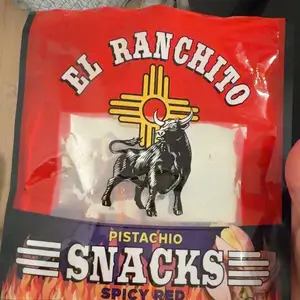 EL RANCHITO
PISTACHIO
SNACKS
SPICY RED